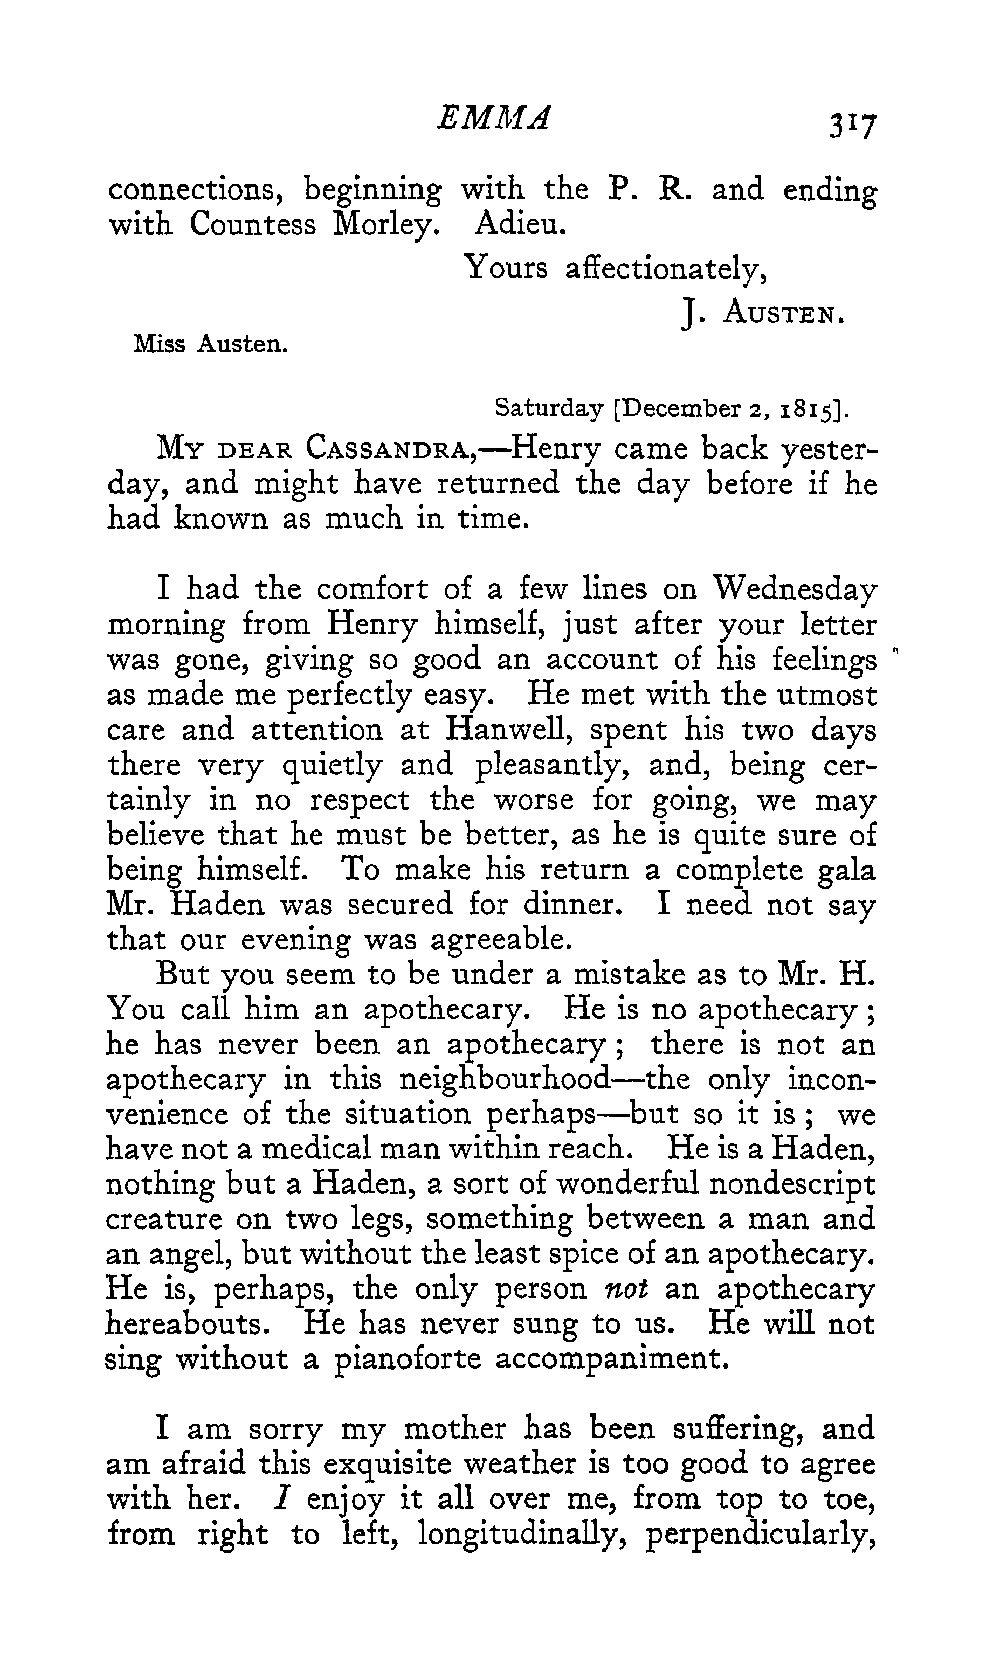 EMMA 317
connections, beginning with the P. R. and ending
with Countess Morley. Adieu.
Yours affectionately,
J. AUSTEN.
Miss Austen.
Saturday [December 2, 1815].
MY DEAR CASSANDRA,—Henry came back yester-
day, and might have returned the day before if he
had known as much in time.
I had the comfort of a few lines on Wednesday
morning from Henry himself, just after your letter
was gone, giving so good an account of his feelings
as made me perfectly easy. He met with the utmost
care and attention at Hanwell, spent his two days
there very quietly and pleasantly, and, being cer-
tainly in no respect the worse for going, we may
believe that he must be better, as he is quite sure of
being himself. To make his return a complete gala
Mr. Haden was secured for dinner. I need not say
that our evening was agreeable.
But you seem to be under a mistake as to Mr. H.
You call him an apothecary. He is no apothecary;
he has never been an apothecary; there is not an
apothecary in this neighbourhood—the only incon-
venience of the situation perhaps—but so it is; we
have not a medical man within reach. He is a Haden,
nothing but a Haden, a sort of wonderful nondescript
creature on two legs, something between a man and
an angel, but without the least spice of an apothecary.
He is, perhaps, the only person not an apothecary
hereabouts. He has never sung to us. He will not
sing without a pianoforte accompaniment.
I am sorry my mother has been suffering, and
am afraid this exquisite weather is too good to agree
with her. I enjoy it all over me, from top to toe,
from right to left, longitudinally, perpendicularly,